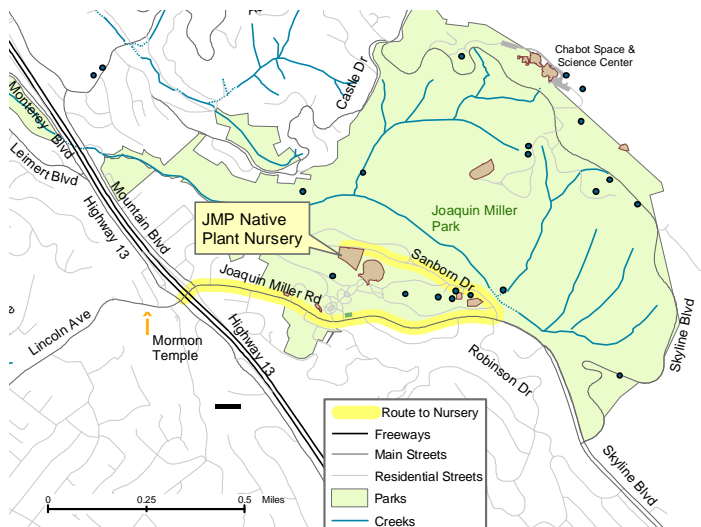 Chabot Space &
Science Center
Castle Dr
Monterey Blvd
Leimert Blvd
Mountain Blvd
Highway 13
JMP Native
Plant Nursery
Joaquin Miller
Park
Sanborn Dr
Joaquin Miller Rd
Lincoln Ave
Mormon
Temple
Highway 13
Robinson Dr
Skyline Blvd
Skyline Blvd
Route to Nursery
Freeways
Main Streets
Residential Streets
Parks
Creeks
0 0.25 0.5 Miles